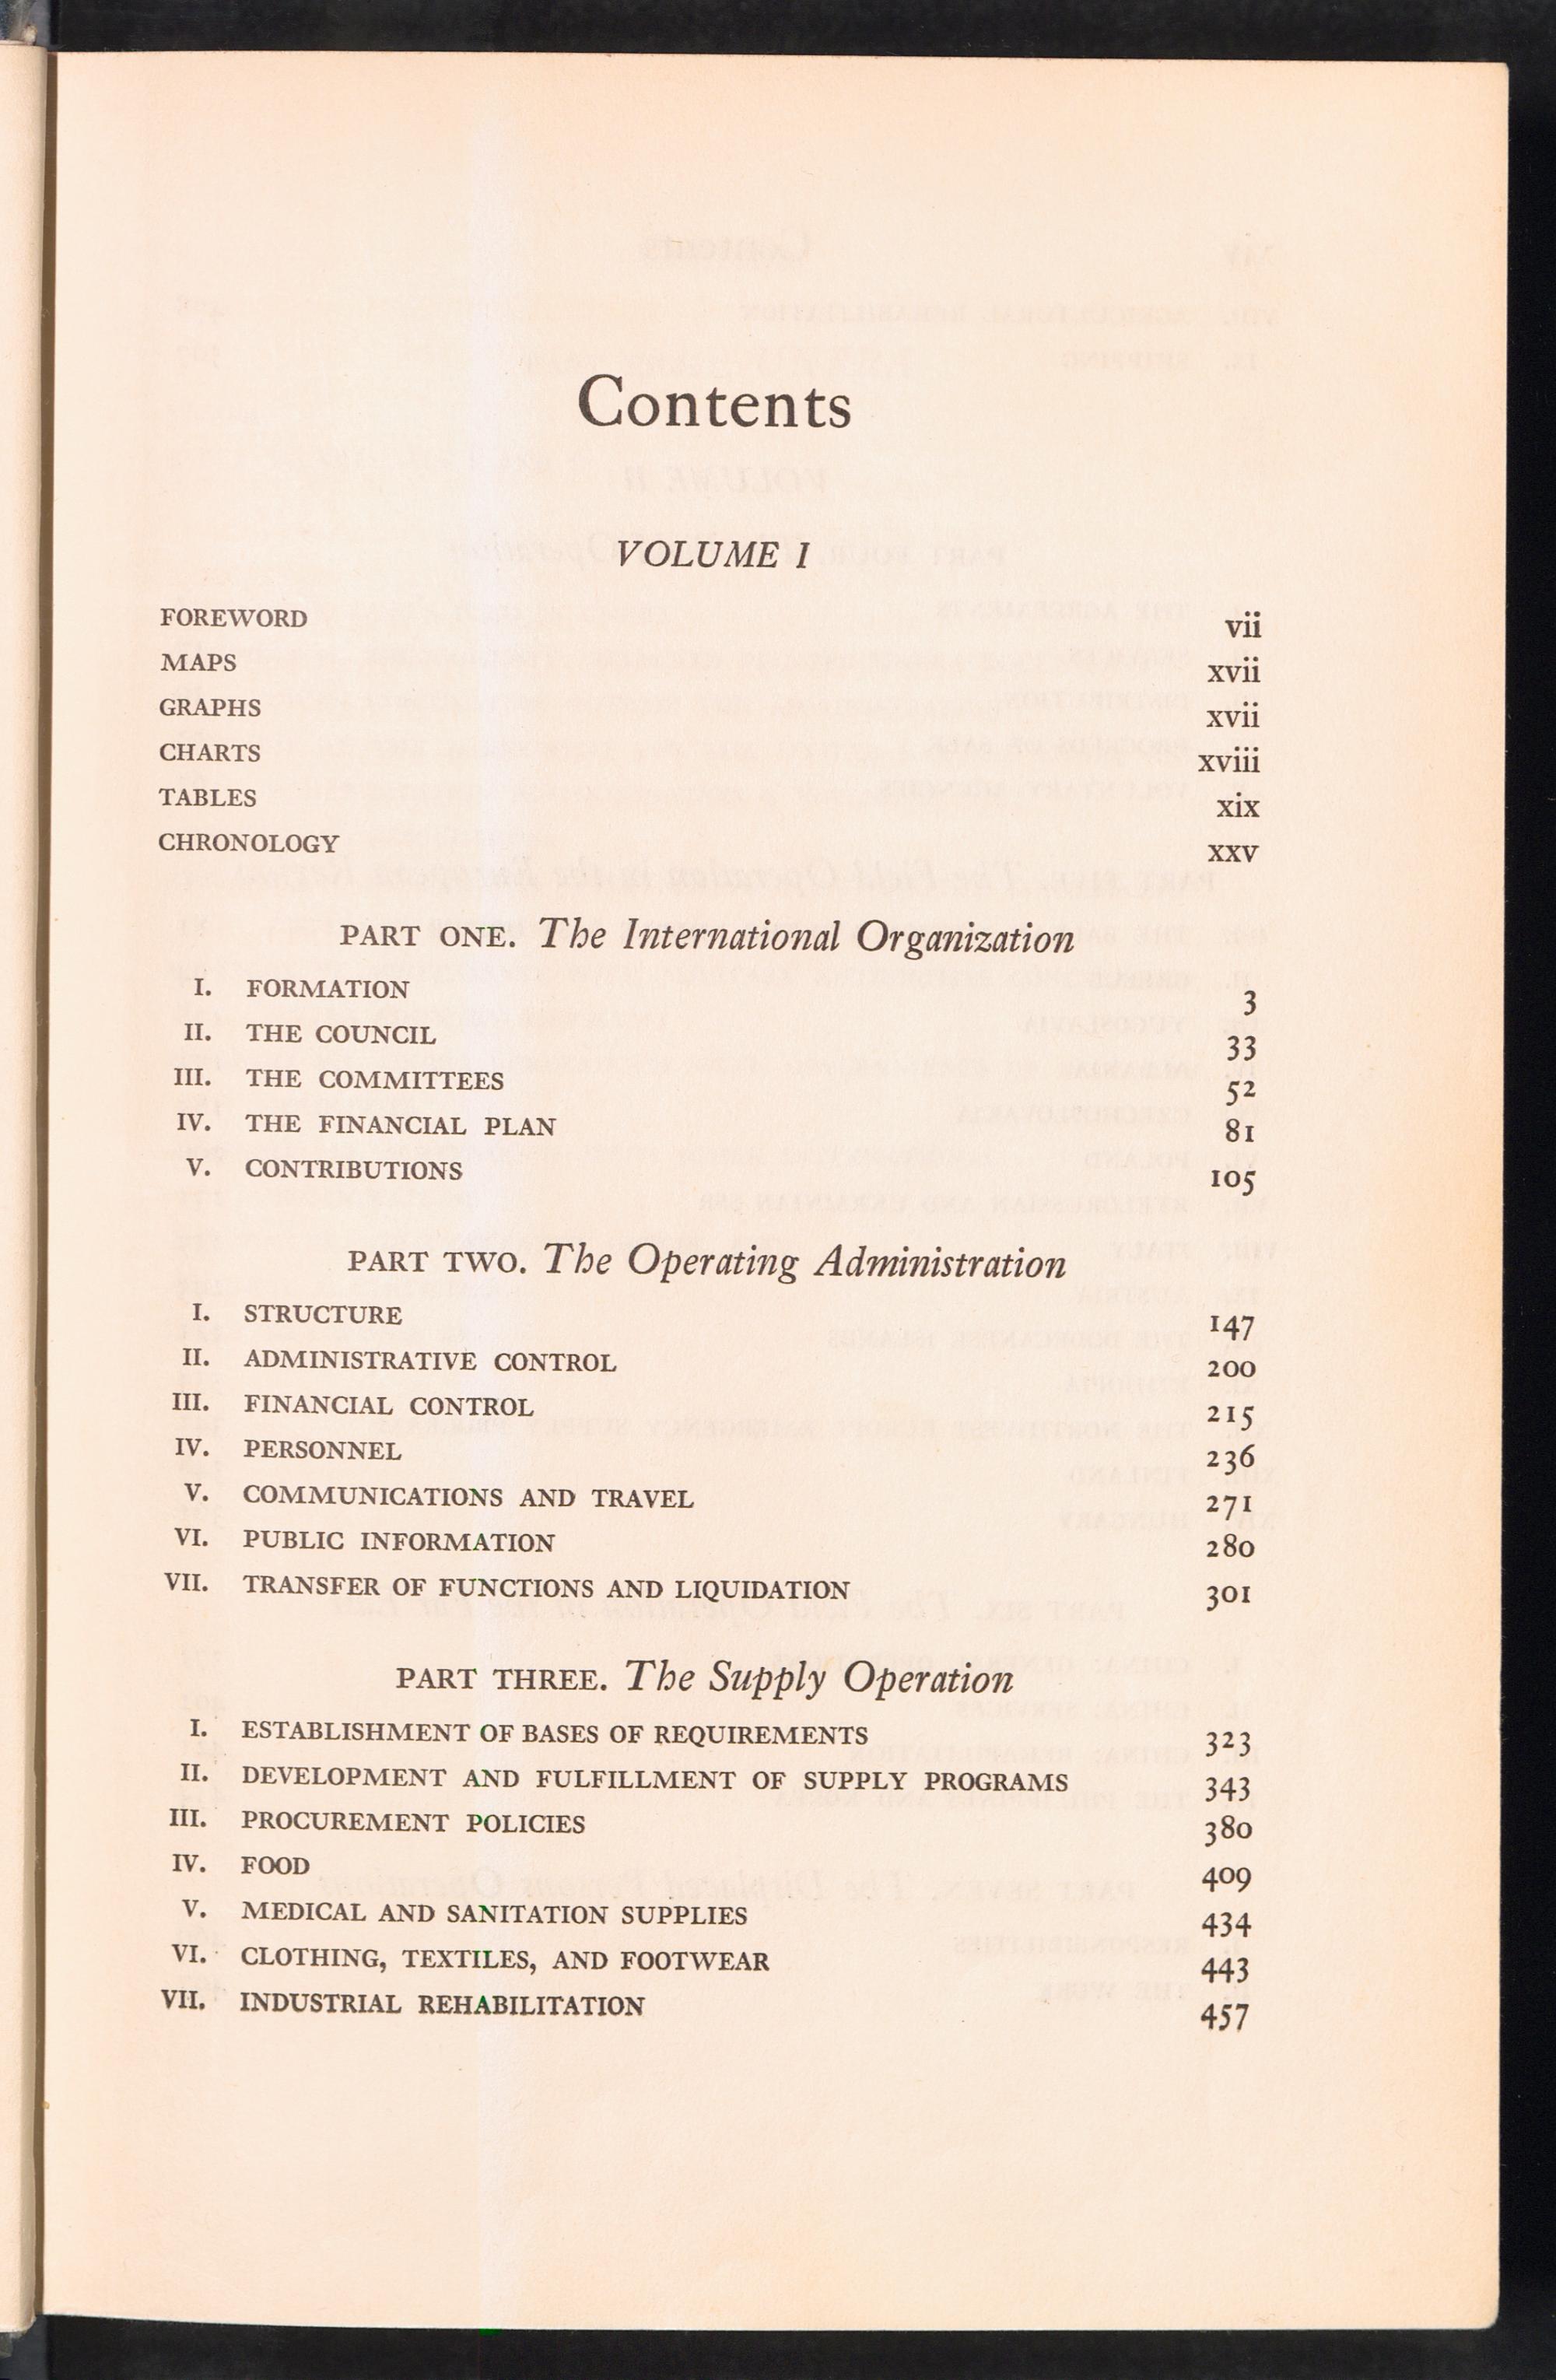 Contents
VOLUME I
FOREWORD vii
MAPS xvii
GRAPHS xvii
CHARTS xviii
TABLES xix
CHRONOLOGY xxv
PART ONE. The International Organization
I. FORMATION 3
II. THE COUNCIL 33
III. THE COMMITTEES 52
IV. THE FINANCIAL PLAN 81
V. CONTRIBUTIONS 105
PART TWO. The Operating Administration
I. STRUCTURE 147
II. ADMINISTRATIVE CONTROL 200
III. FINANCIAL CONTROL 215
IV. PERSONNEL 236
V. COMMUNICATIONS AND TRAVEL 271
VI. PUBLIC INFORMATION 280
VII. TRANSFER OF FUNCTIONS AND LIQUIDATION 301
PART THREE. The Supply Operation
I. ESTABLISHMENT OF BASES OF REQUIREMENTS 323
II. DEVELOPMENT AND FULFILLMENT OF SUPPLY PROGRAMS 343
III. PROCUREMENT POLICIES 380
IV. FOOD 409
V. MEDICAL AND SANITATION SUPPLIES 434
VI. CLOTHING, TEXTILES, AND FOOTWEAR 443
VII. INDUSTRIAL REHABILITATION 457